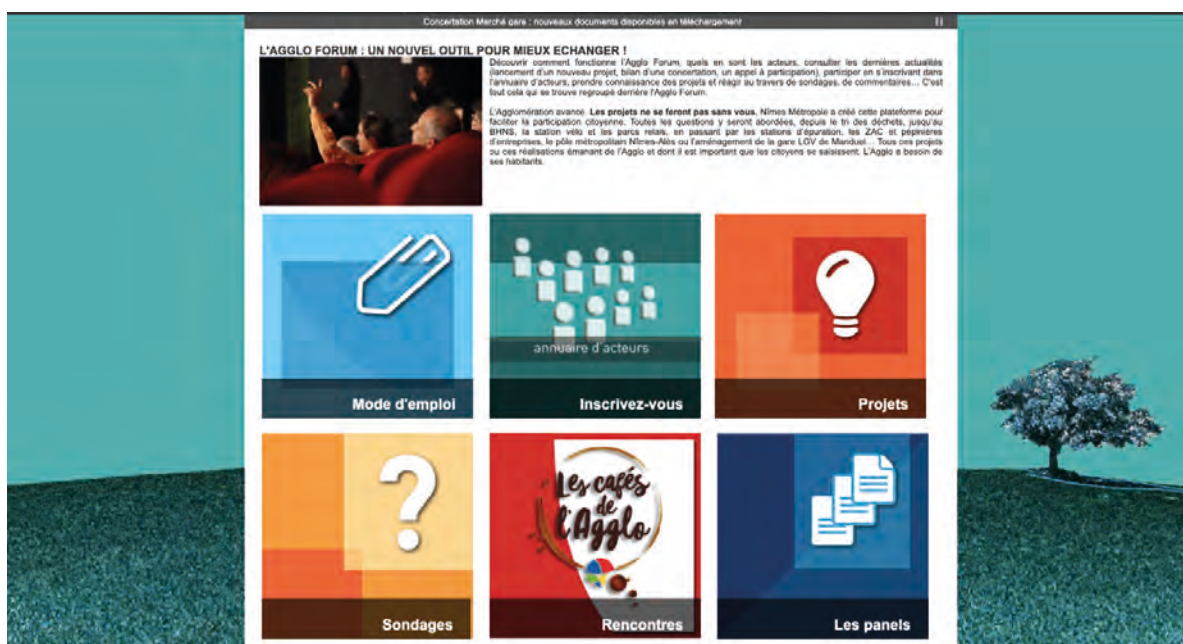 Concertation Marché gare : nouveaux documents disponibles en téléchargement
L'AGGLO FORUM : UN NOUVEL OUTIL POUR MIEUX ECHANGER !
Découvrir comment fonctionne l'Agglo Forum, quels en sont les acteurs, consulter les dernières actualités
(lancement d'un nouveau projet, bilan d'une concertation, un appel à participation), participer en s'inscrivant dans
l'annuaire d'acteurs, prendre connaissance des projets et réagir au travers de sondages, de commentaires... C'est
tout cela qui se trouve regroupé derrière l'Agglo Forum.
L'Agglomération avance. Les projets ne se feront pas sans vous, Nîmes Métropole a créé cette plateforme pour
faciliter la participation citoyenne. Toutes les questions y seront abordées, depuis le tri des déchets, jusqu'au
BHNS, la station vélo et les parcs relais, en passant par les stations d'épuration, les ZAC et pépinières
d'entreprises, le pôle métropolitain Nîmes-Alès ou l'aménagement de la gare LGV de Manduel... Tous ces projets
ou ces réalisations émanant de l'Agglo et dont il est important que les citoyens se saisissent. L'Agglo a besoin de
ses habitants.
annuaire d'acteurs
Mode d'emploi
Inscrivez-vous
Projets
Les cafés
de
l'Agglo
Sondages
Rencontres
Les panels